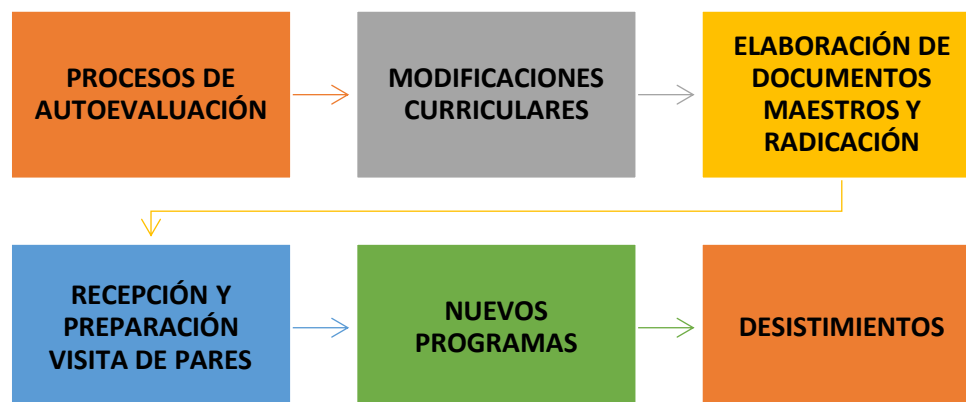 PROCESOS DE
AUTOEVALUACIÓN
MODIFICACIONES
CURRICULARES
ELABORACIÓN DE
DOCUMENTOS
MAESTROS Y
RADICACIÓN
RECEPCIÓN Y
PREPARACIÓN
VISITA DE PARES
NUEVOS
PROGRAMAS
DESISTIMIENTOS